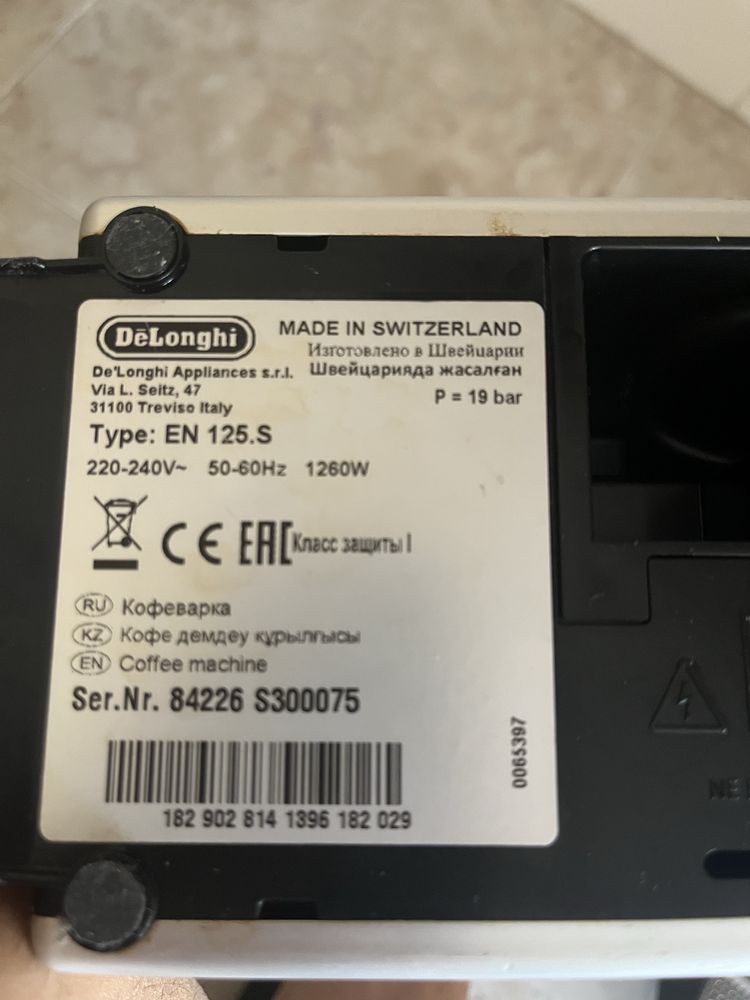 DēLonghi
MADE IN SWITZERLAND
Изготовлено в Швейцарии
Швейцарияда жасалған
P = 19 bar
De'Longhi Appliances s.r.l.
Via L. Seitz, 47
31100 Treviso Italy
Type: EN 125.S
220-240V~ 50-60Hz 1260W
CE EAC Класс защиты I
RU Кофеварка
KZ Кофе демдеу құрылғысы
EN Coffee machine
Ser.Nr. 84226 S300075
182 902 814 1396 182 029
0065397
NE